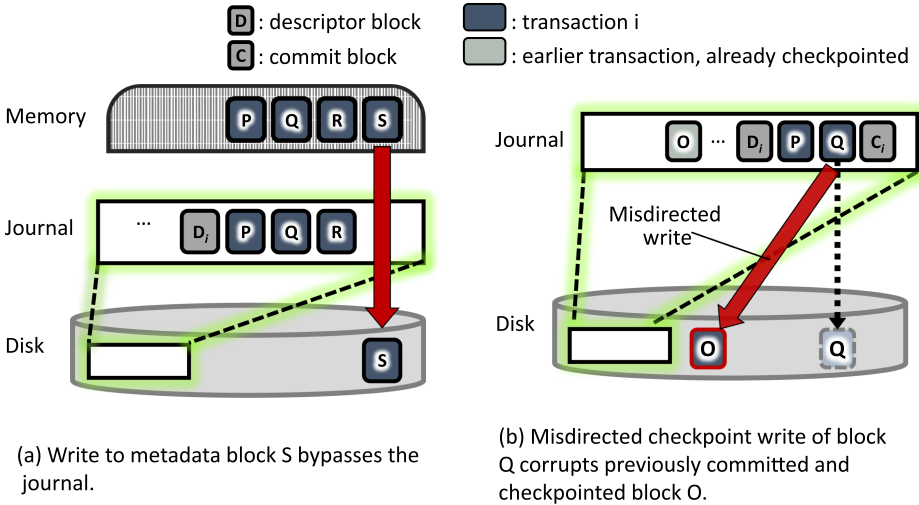 D : descriptor block
C : commit block
: transaction i
: earlier transaction, already checkpointed
Memory
P Q R S
Journal
... Di P Q R
Disk
S
(a) Write to metadata block S bypasses the
journal.
Journal
O ... Di P Q Ci
Misdirected
write
Disk
O Q
(b) Misdirected checkpoint write of block
Q corrupts previously committed and
checkpointed block O.